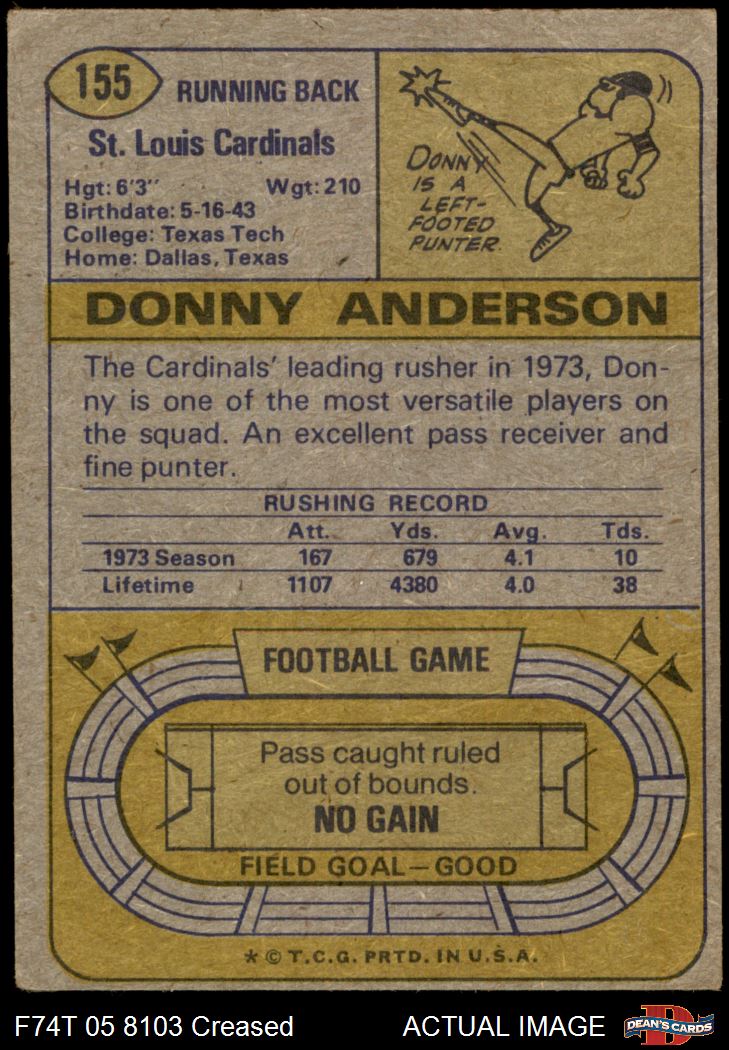 155
RUNNING BACK
St. Louis Cardinals
Hgt: 6'3" Wgt: 210
Birthdate: 5-16-43
College: Texas Tech
Home: Dallas, Texas
DONNY
IS A
LEFT-
FOOTED
PUNTER.
DONNY ANDERSON
The Cardinals' leading rusher in 1973, Don-
ny is one of the most versatile players on
the squad. An excellent pass receiver and
fine punter.
RUSHING RECORD
Att. Yds. Avg. Tds.
1973 Season 167 679 4.1 10
Lifetime 1107 4380 4.0 38
FOOTBALL GAME
Pass caught ruled
out of bounds.
NO GAIN
FIELD GOAL—GOOD
* © T.C.G. PRTD. IN U.S.A.
F74T 05 8103 Creased ACTUAL IMAGE
DEAN'S CARDS